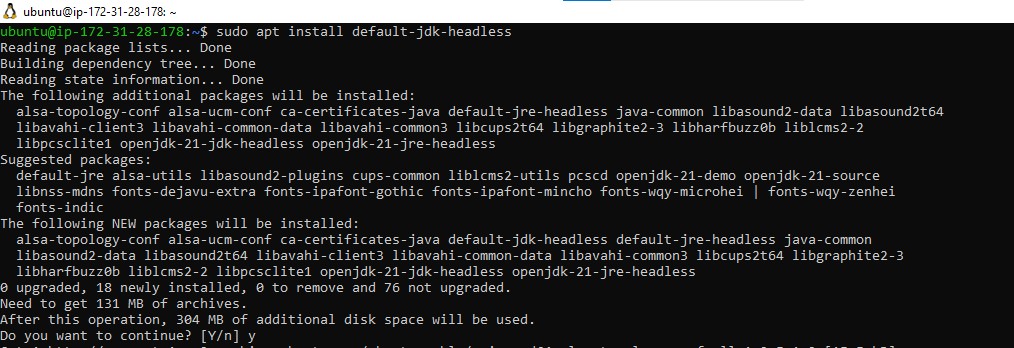 ubuntu@ip-172-31-28-178: ~
ubuntu@ip-172-31-28-178:~$ sudo apt install default-jdk-headless
Reading package lists... Done
Building dependency tree... Done
Reading state information... Done
The following additional packages will be installed:
  alsa-topology-conf alsa-ucm-conf ca-certificates-java default-jre-headless java-common libasound2-data libasound2t64
  libavahi-client3 libavahi-common-data libavahi-common3 libcups2t64 libgraphite2-3 libharfbuzz0b liblcms2-2
  libpcsclite1 openjdk-21-jdk-headless openjdk-21-jre-headless
Suggested packages:
  default-jre alsa-utils libasound2-plugins cups-common liblcms2-utils pcscd openjdk-21-demo openjdk-21-source
  libnss-mdns fonts-dejavu-extra fonts-ipafont-gothic fonts-ipafont-mincho fonts-wqy-microhei | fonts-wqy-zenhei
  fonts-indic
The following NEW packages will be installed:
  alsa-topology-conf alsa-ucm-conf ca-certificates-java default-jdk-headless default-jre-headless java-common
  libasound2-data libasound2t64 libavahi-client3 libavahi-common-data libavahi-common3 libcups2t64 libgraphite2-3
  libharfbuzz0b liblcms2-2 libpcsclite1 openjdk-21-jdk-headless openjdk-21-jre-headless
0 upgraded, 18 newly installed, 0 to remove and 76 not upgraded.
Need to get 131 MB of archives.
After this operation, 304 MB of additional disk space will be used.
Do you want to continue? [Y/n] y